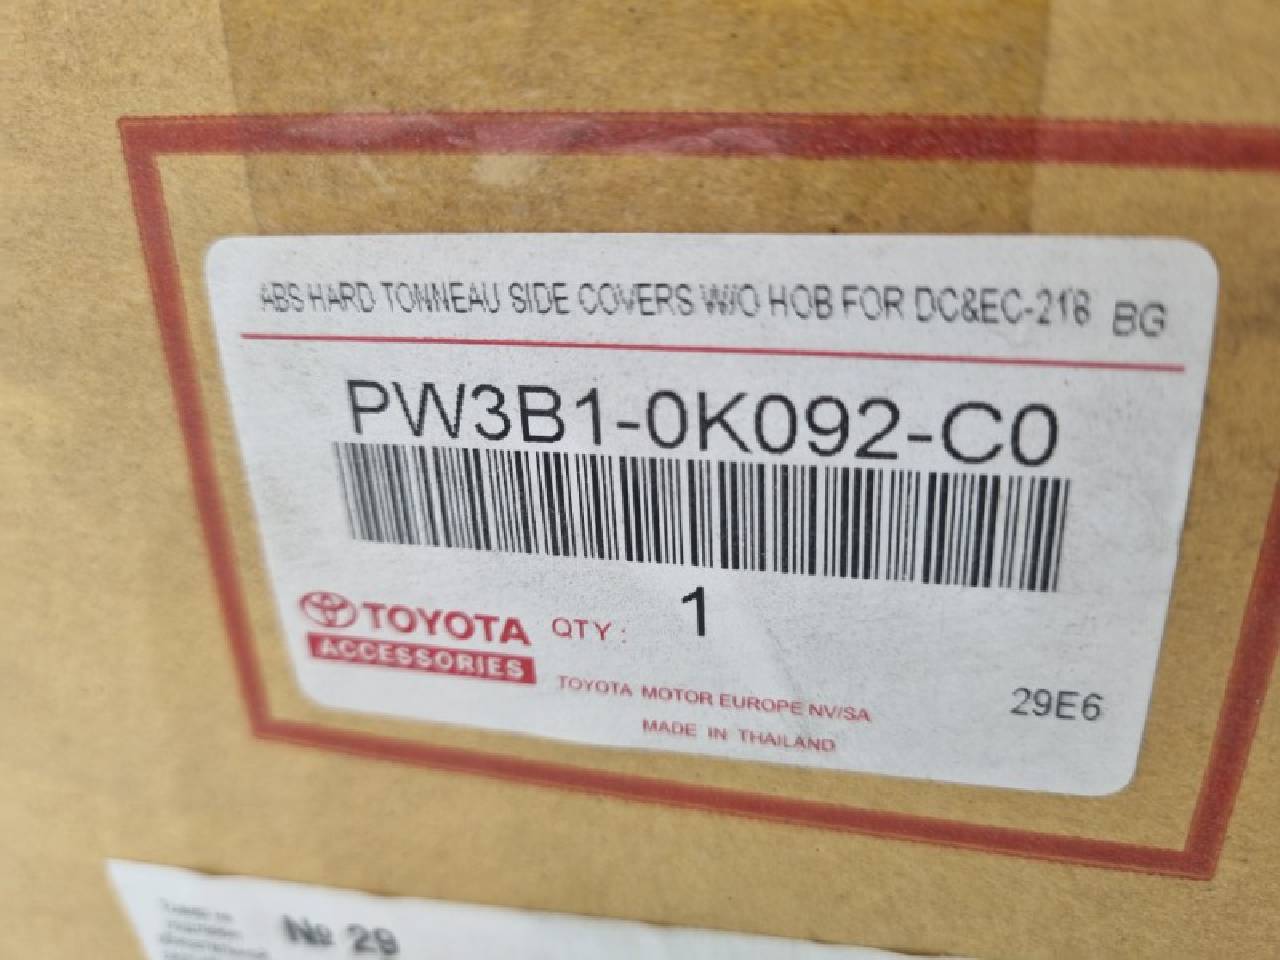 ABS HARD TONNEAU SIDE COVERS W/O HOB FOR DC&EC-218 BG
PW3B1-0K092-C0
TOYOTA
ACCESSORIES
QTY: 1
TOYOTA MOTOR EUROPE NV/SA
MADE IN THAILAND
29E6
№ 29